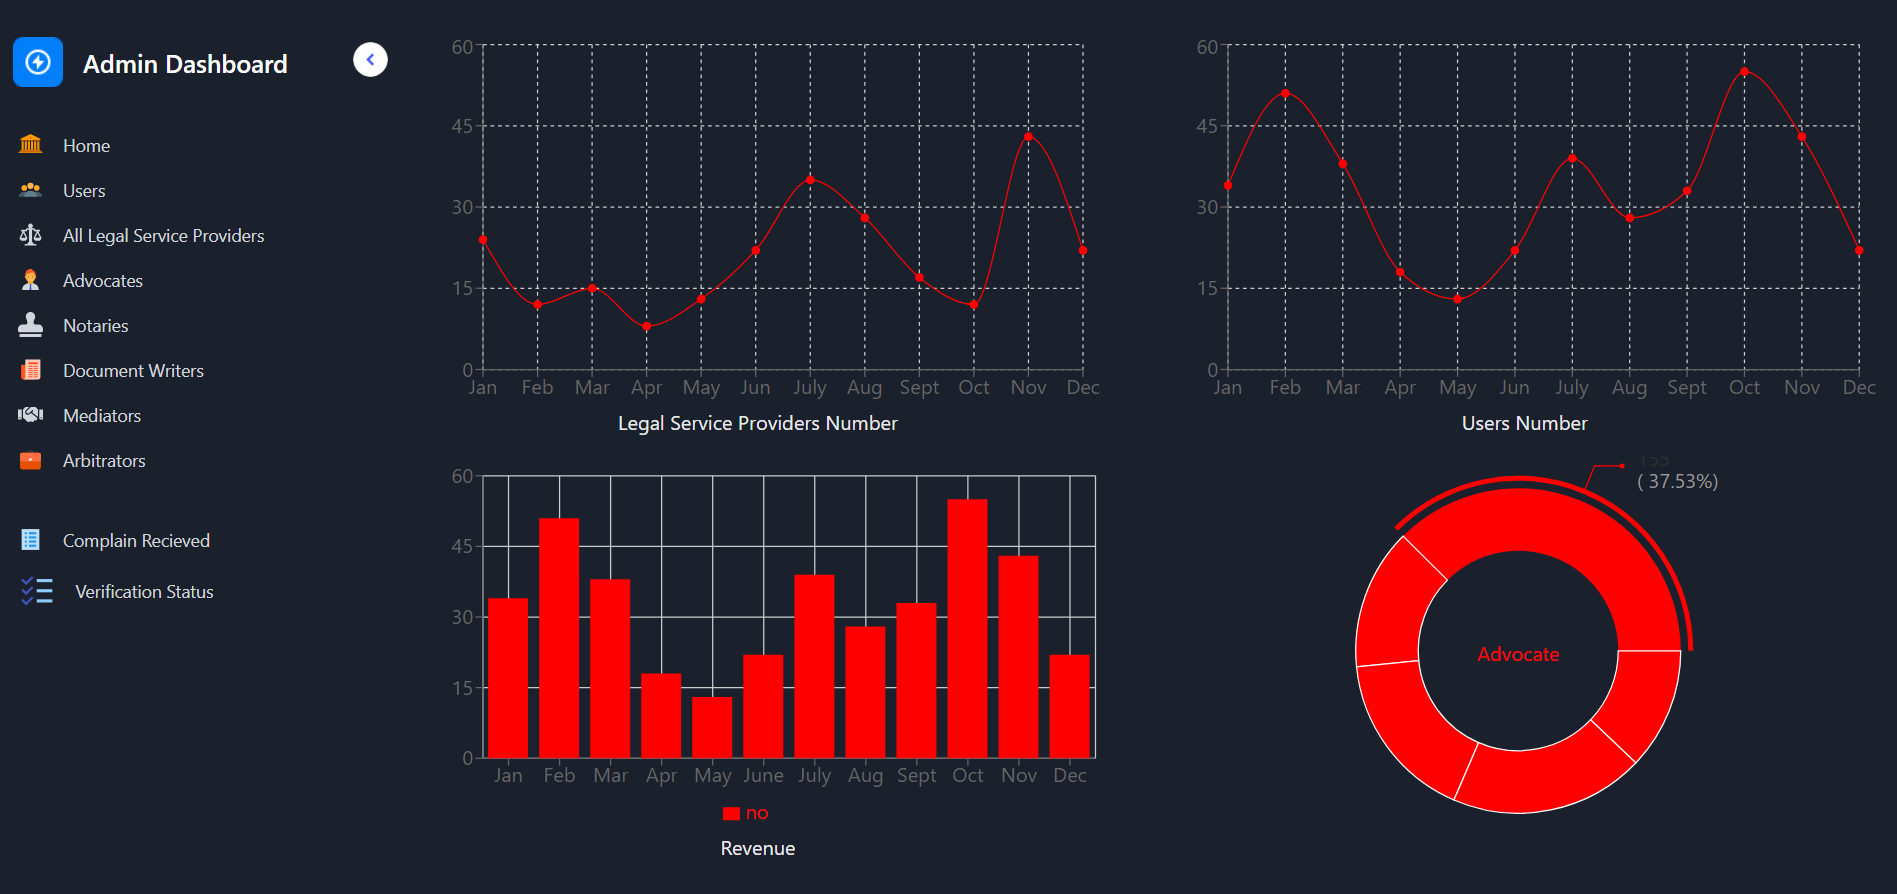 Admin Dashboard
Home
Users
All Legal Service Providers
Advocates
Notaries
Document Writers
Mediators
Arbitrators
Complain Recieved
Verification Status
60
45
30
15
0
Jan Feb Mar Apr May Jun July Aug Sept Oct Nov Dec
Legal Service Providers Number
60
45
30
15
0
Jan Feb Mar Apr May Jun July Aug Sept Oct Nov Dec
Users Number
60
45
30
15
0
Jan Feb Mar Apr May June July Aug Sept Oct Nov Dec
no
Revenue
( 37.53%)
Advocate